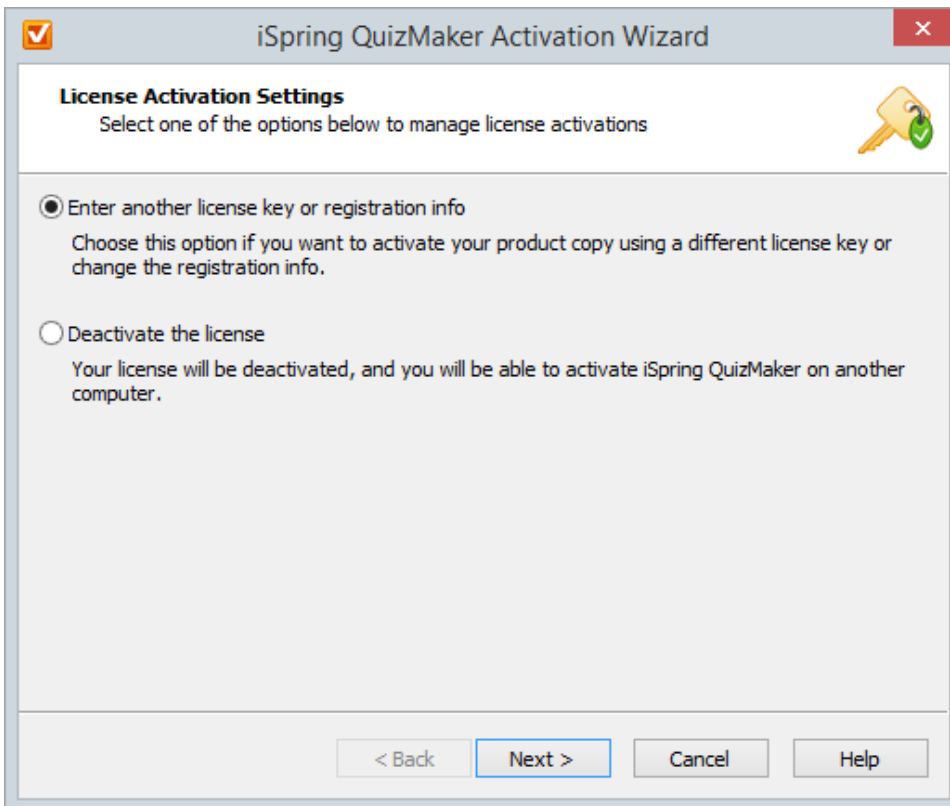 iSpring QuizMaker Activation Wizard
License Activation Settings
Select one of the options below to manage license activations
Enter another license key or registration info
Choose this option if you want to activate your product copy using a different license key or
change the registration info.
Deactivate the license
Your license will be deactivated, and you will be able to activate iSpring QuizMaker on another
computer.
< Back Next > Cancel Help